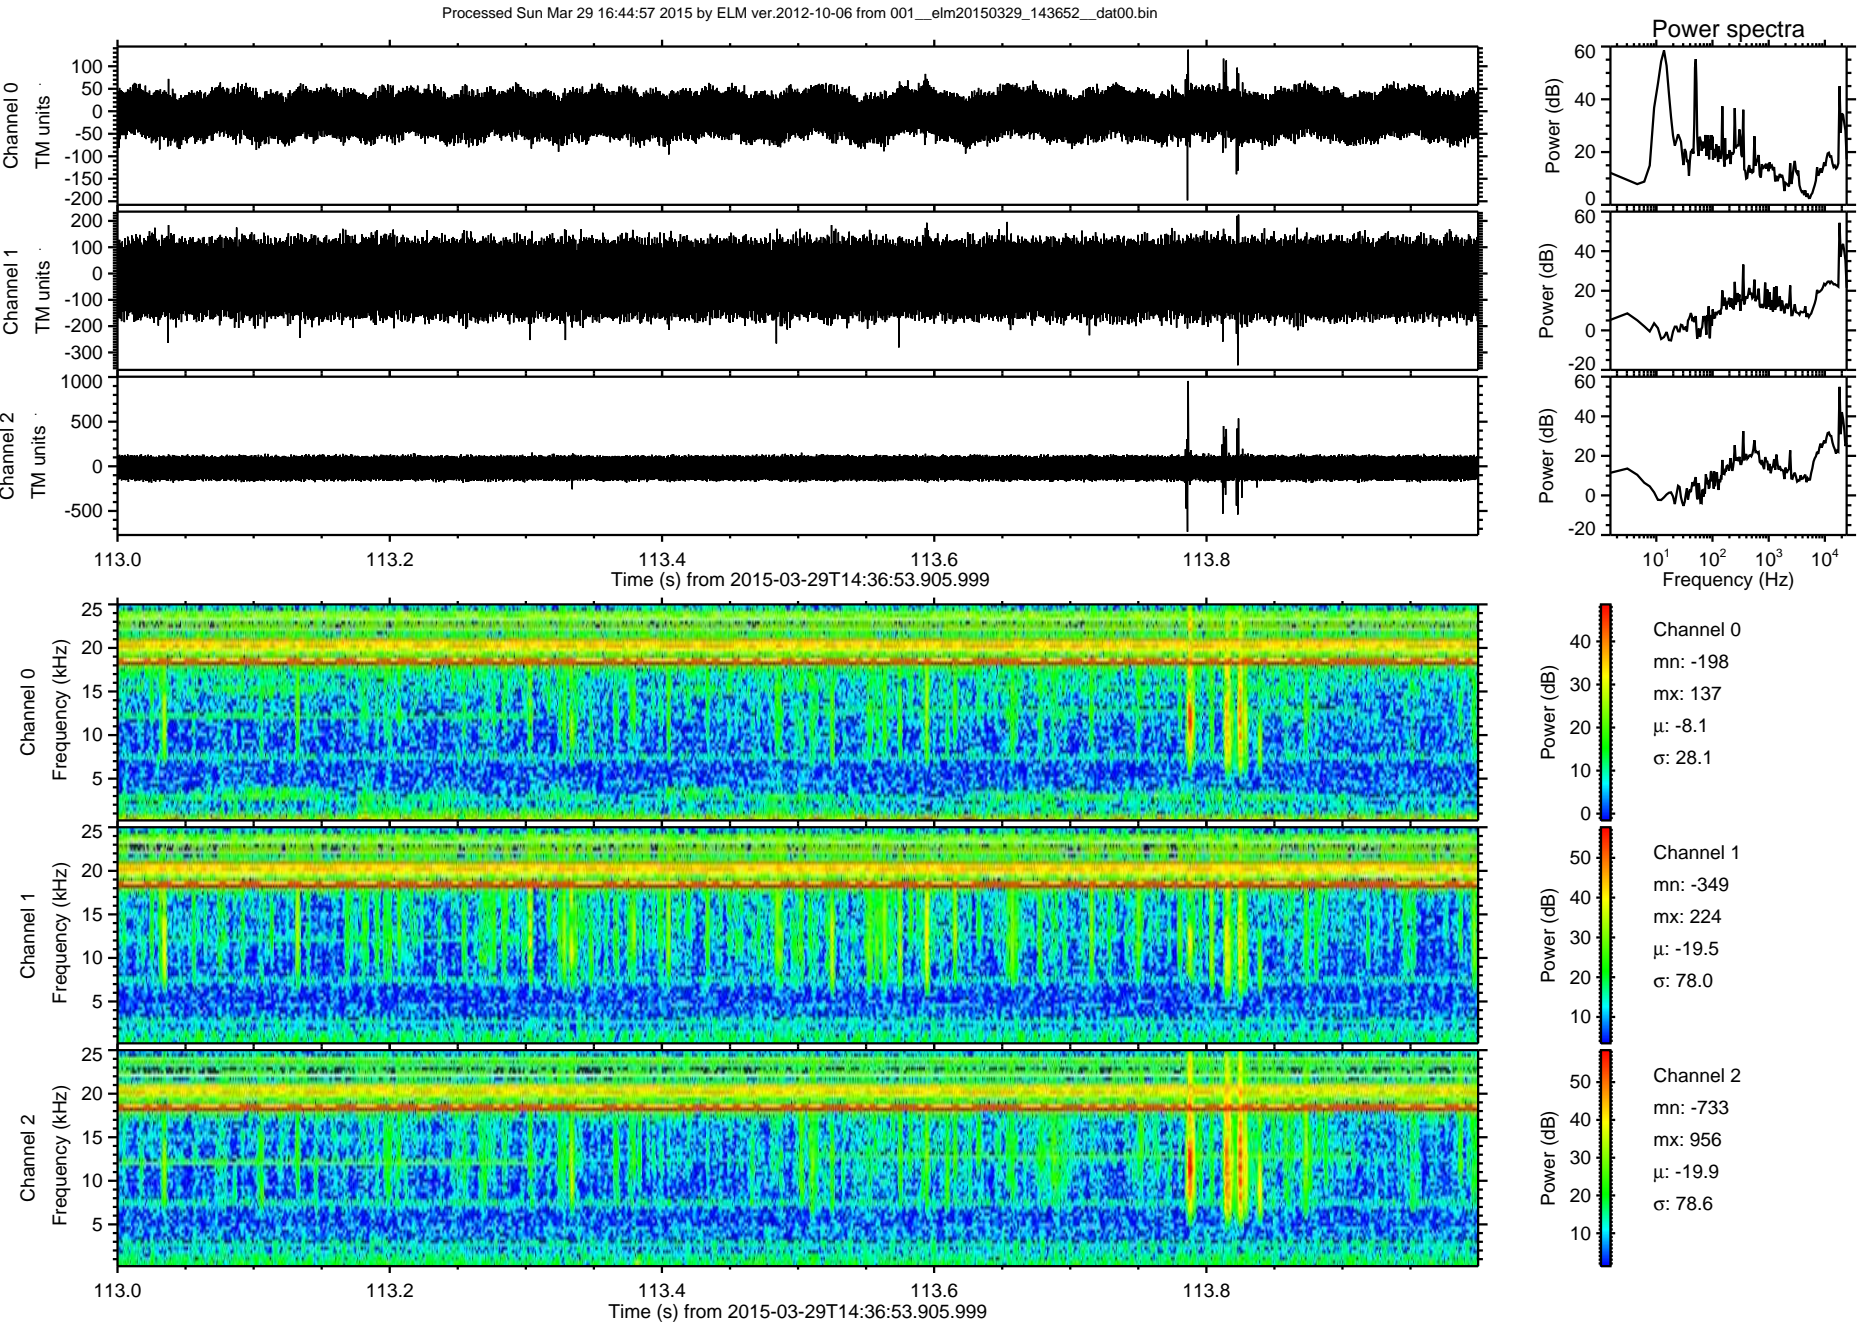 Processed Sun Mar 29 16:44:57 2015 by ELM ver.2012-10-06 from 001__elm20150329_143652__dat00.bin
Power spectra
Channel 0
TM units
100
50
0
-50
-100
-150
-200
Power (dB)
60
40
20
0
Channel 1
TM units
200
100
0
-100
-200
-300
Power (dB)
60
40
20
0
-20
Channel 2
TM units
1000
500
0
-500
Power (dB)
60
40
20
0
-20
113.0 113.2 113.4 113.6 113.8
Time (s) from 2015-03-29T14:36:53.905.999
10^1 10^2 10^3 10^4
Frequency (Hz)
Channel 0
Frequency (kHz)
25
20
15
10
5
Power (dB)
40
30
20
10
0
Channel 0
mn: -198
mx: 137
μ: -8.1
σ: 28.1
Channel 1
Frequency (kHz)
25
20
15
10
5
Power (dB)
50
40
30
20
10
Channel 1
mn: -349
mx: 224
μ: -19.5
σ: 78.0
Channel 2
Frequency (kHz)
25
20
15
10
5
Power (dB)
50
40
30
20
10
Channel 2
mn: -733
mx: 956
μ: -19.9
σ: 78.6
113.0 113.2 113.4 113.6 113.8
Time (s) from 2015-03-29T14:36:53.905.999